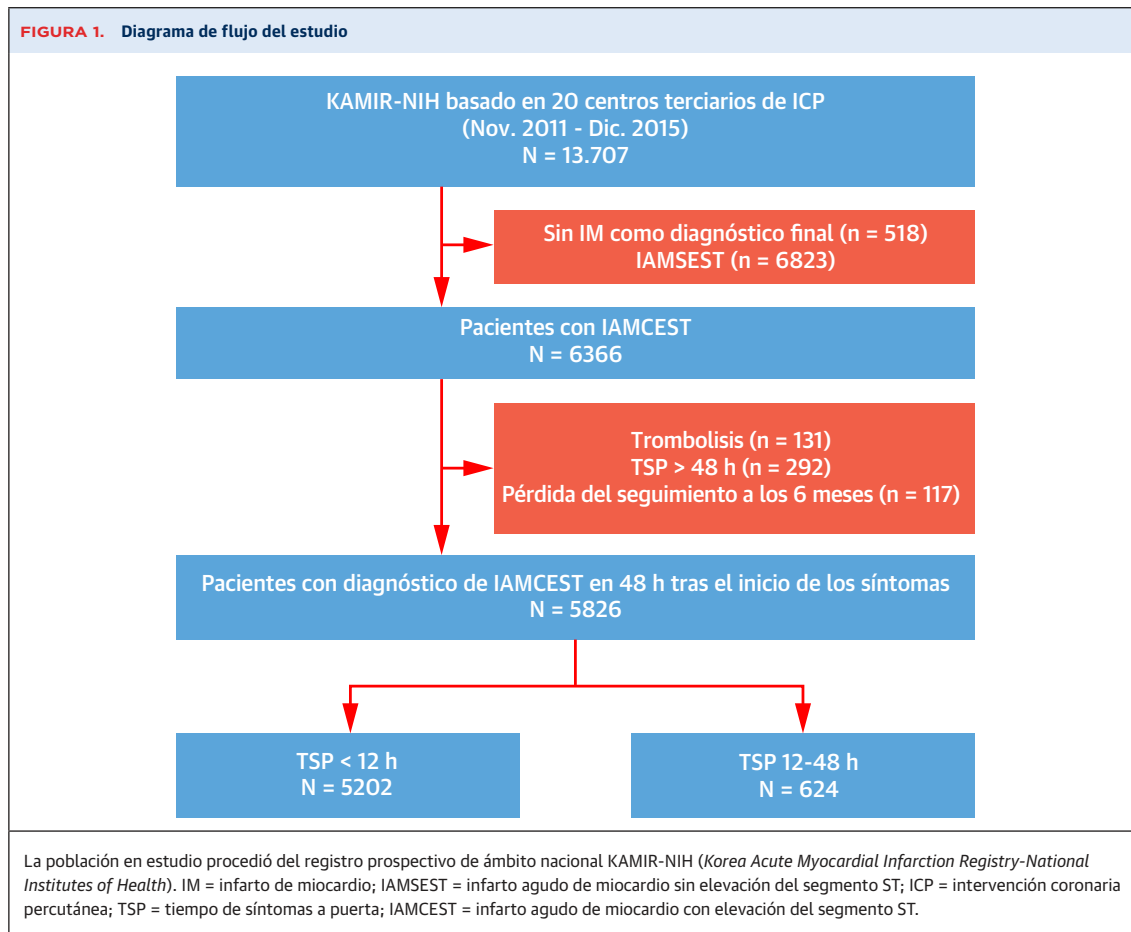 FIGURA 1. Diagrama de flujo del estudio
KAMIR-NIH basado en 20 centros terciarios de ICP
(Nov. 2011 - Dic. 2015)
N = 13.707
Sin IM como diagnóstico final (n = 518)
IAMSEST (n = 6823)
Pacientes con IAMCEST
N = 6366
Trombolisis (n = 131)
TSP > 48 h (n = 292)
Pérdida del seguimiento a los 6 meses (n = 117)
Pacientes con diagnóstico de IAMCEST en 48 h tras el inicio de los síntomas
N = 5826
TSP < 12 h
N = 5202
TSP 12-48 h
N = 624
La población en estudio procedió del registro prospectivo de ámbito nacional KAMIR-NIH (Korea Acute Myocardial Infarction Registry-National
Institutes of Health). IM = infarto de miocardio; IAMSEST = infarto agudo de miocardio sin elevación del segmento ST; ICP = intervención coronaria
percutánea; TSP = tiempo de síntomas a puerta; IAMCEST = infarto agudo de miocardio con elevación del segmento ST.